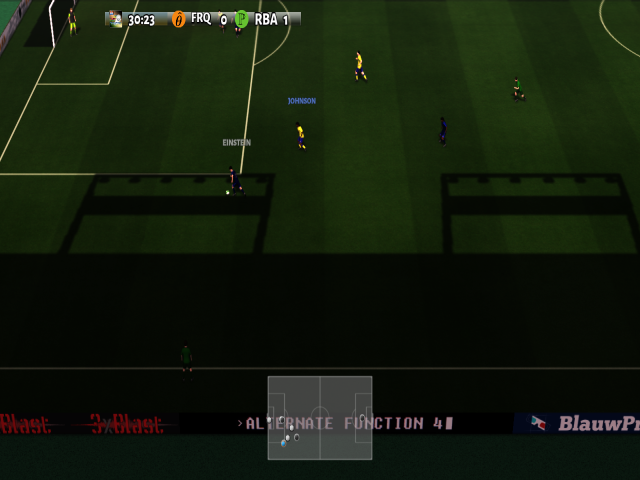 30:23 FRQ 0 RBA 1
JOHNSON
EINSTEIN
Blast 3xBlast >ALTERNATE FUNCTION 4 BlauwPr